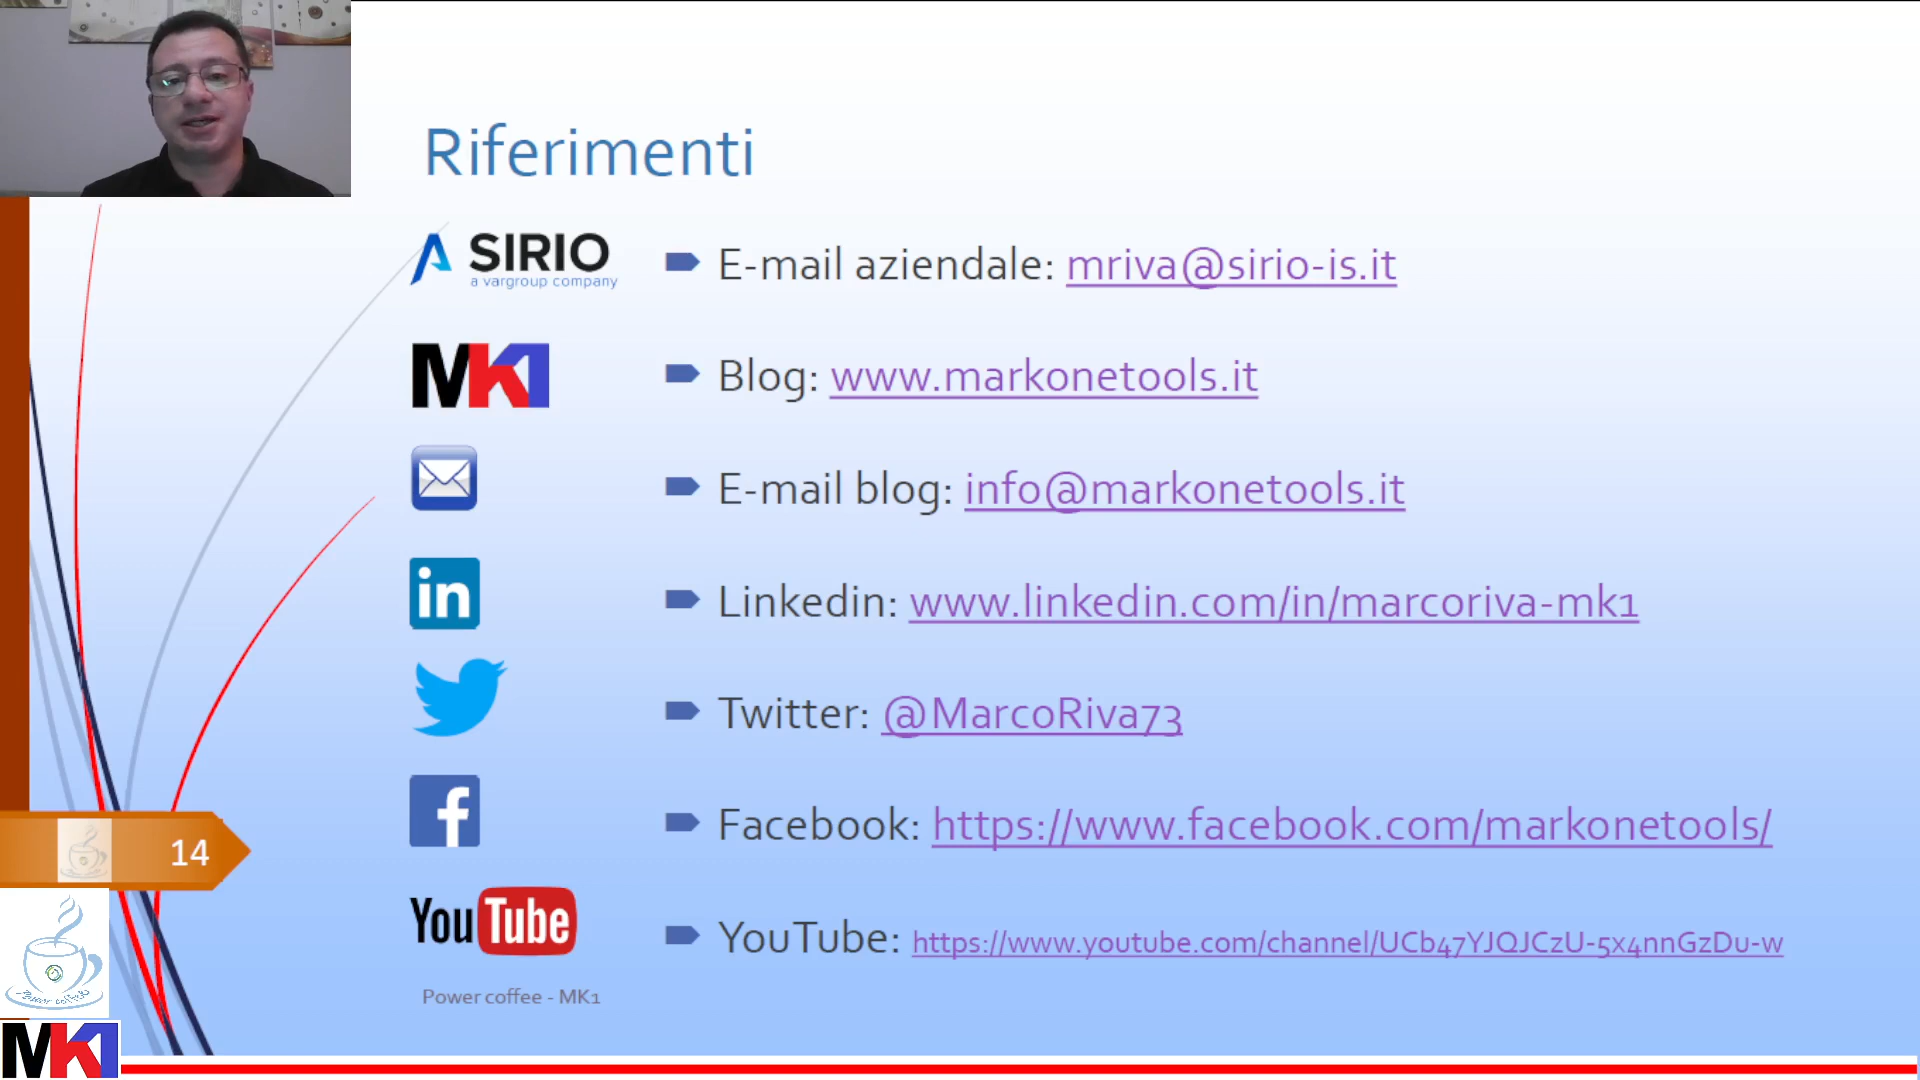 Riferimenti
SIRIO
a vargroup company
E-mail aziendale: mriva@sirio-is.it
MK1
Blog: www.markonetools.it
E-mail blog: info@markonetools.it
in
Linkedin: www.linkedin.com/in/marcoriva-mk1
Twitter: @MarcoRiva73
f
Facebook: https://www.facebook.com/markonetools/
14
YouTube
YouTube: https://www.youtube.com/channel/UCb47YJQJCzU-5x4nnGzDu-w
Power coffee
Power coffee - MK1
MK1